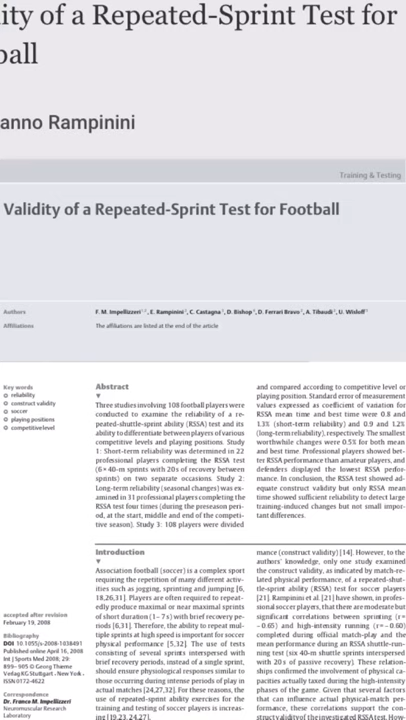 ity of a Repeated-Sprint Test for
ball
anno Rampinini
Training & Testing
Validity of a Repeated-Sprint Test for Football
Authors
F. M. Impellizzeri, E. Rampinini, C. Castagna, D. Bishop, D. Ferrari Bravo, A. Tibaudi, U. Wisloff
Affiliations
The affiliations are listed at the end of the article
Key words
reliability
construct validity
soccer
playing positions
competitive level
Abstract
Three studies involving 108 football players were
conducted to examine the reliability of a re-
peated-shuttle-sprint ability (RSSA) test and its
ability to differentiate between players of various
competitive levels and playing positions. Study
1: Short-term reliability was determined in 22
professional players completing the RSSA test
(6 * 40-m sprints with 20s of recovery between
sprints) on two separate occasions. Study 2:
Long-term reliability (seasonal changes) was ex-
amined in 31 professional players completing the
RSSA test four times (during the preseason peri-
od, at the start, middle and end of the competi-
tive season). Study 3: 108 players were divided
and compared according to competitive level or
playing position. Standard error of measurement
values expressed as coefficient of variation for
RSSA mean time and best time were 0.8 and
1.3% (short-term reliability) and 0.9 and 1.2%
(long-term reliability), respectively. The smallest
worthwhile changes were 0.5% for both mean
and best time. Professional players showed bet-
ter RSSA performance than amateur players, and
defenders displayed the lowest RSSA perfor-
mance. In conclusion, the RSSA test showed ad-
equate construct validity but only RSSA mean
time showed sufficient reliability to detect large
training-induced changes but not small impor-
tant differences.
Introduction
Association football (soccer) is a complex sport
requiring the repetition of many different activi-
ties such as jogging, sprinting and jumping [6,
18,26,31]. Players are often required to repeat-
edly produce maximal or near maximal sprints
of short duration (1–7 s) with brief recovery pe-
riods [6,31]. Therefore, the ability to repeat mul-
tiple sprints at high speed is important for soccer
physical performance [5,32]. The use of tests
consisting of several sprints interspersed with
brief recovery periods, instead of a single sprint,
should ensure physiological responses similar to
those occurring during intense periods of play in
actual matches [24,27,32]. For these reasons, the
use of repeated-sprint ability exercises for the
training and testing of soccer players is increas-
ing [19,23,24,27].
mance (construct validity) [14]. However, to the
authors' knowledge, only one study examined
the construct validity, as indicated by match-re-
lated physical performance, of a repeated-shut-
tle-sprint ability (RSSA) test for soccer players
[21]. Rampinini et al. [21] have shown, in profes-
sional soccer players, that there are moderate but
significant correlations between sprinting (r=
-0.65) and high-intensity running (r=-0.60)
completed during official match-play and the
mean performance during an RSSA shuttle-run-
ning test (six 40-m shuttle sprints interspersed
with 20s of passive recovery). These relation-
ships confirmed the involvement of physical ca-
pacities actually taxed during the high-intensity
phases of the game. Given that several factors
that can influence actual physical match per-
formance, these correlations support the con-
struct validity of the investigated RSSA test. How-
accepted after revision
February 19, 2008
Bibliography
DOI 10.1055/s-2008-1038491
Published online April 16, 2008
Int J Sports Med 2008; 29:
899–905 © Georg Thieme
Verlag KG Stuttgart · New York ·
ISSN 0172-4622
Correspondence
Dr. Franco M. Impellizzeri
Neuromuscular Research
Laboratory